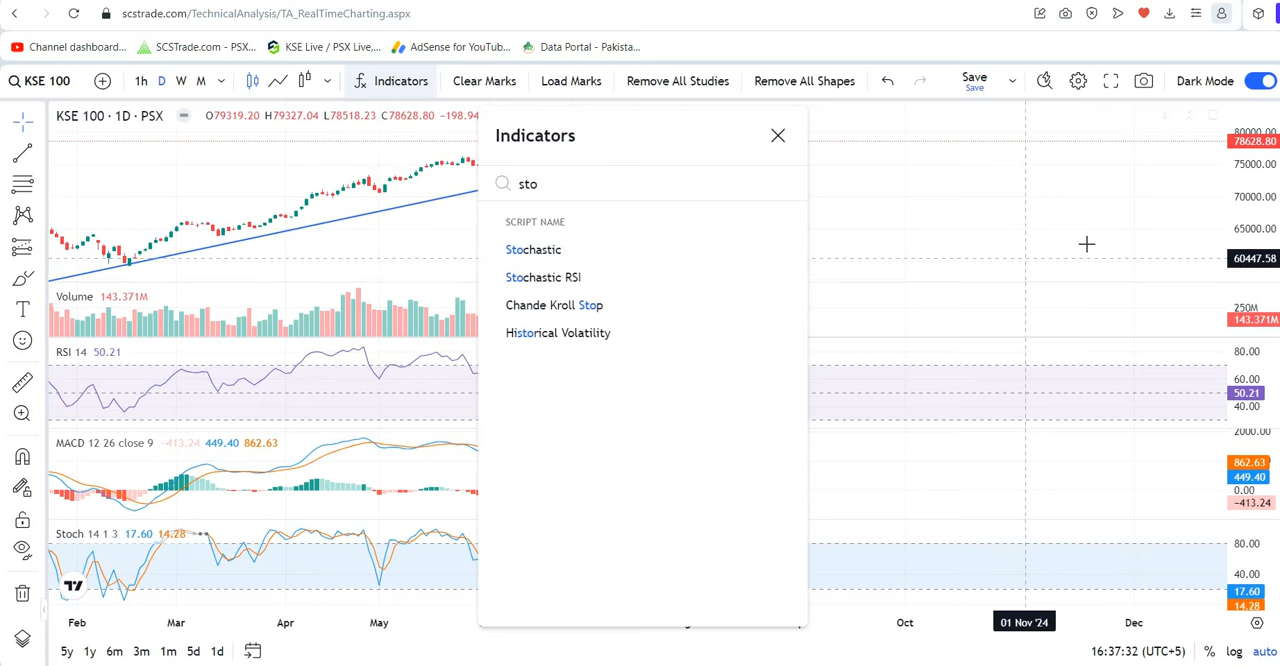 scstrade.com/TechnicalAnalysis/TA_RealTimeCharting.aspx
Channel dashboard... SCSTrade.com - PSX... KSE Live / PSX Live,... AdSense for YouTub... Data Portal - Pakista...
KSE 100 1h D W M Indicators Clear Marks Load Marks Remove All Studies Remove All Shapes Save Save Dark Mode
KSE 100 · 1D · PSX O79319.20 H79327.04 L78518.23 C78628.80 −198.94
Indicators
sto
SCRIPT NAME
Stochastic
Stochastic RSI
Chande Kroll Stop
Historical Volatility
80000.00
78628.80
75000.00
70000.00
65000.00
60447.58
Volume 143.371M
250M
143.371M
RSI 14 50.21
80.00
60.00
50.21
40.00
MACD 12 26 close 9 −413.24 449.40 862.63
2000.00
862.63
449.40
0.00
−413.24
Stoch 14 1 3 17.60 14.28
80.00
40.00
17.60
14.28
Feb Mar Apr May Oct 01 Nov '24 Dec
5y 1y 6m 3m 1m 5d 1d 16:37:32 (UTC+5) % log auto